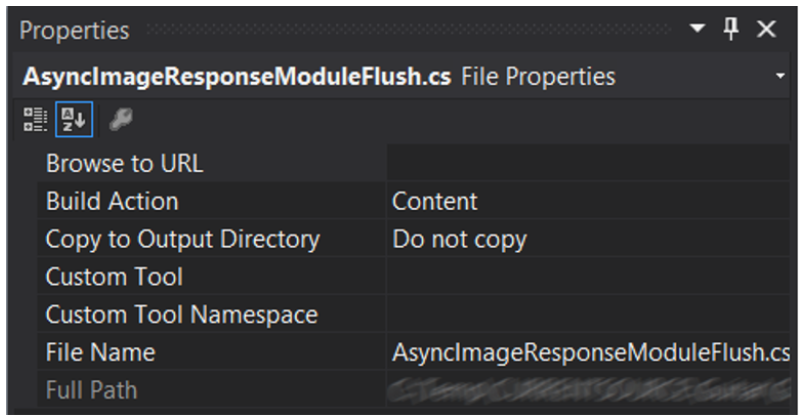 Properties
AsyncImageResponseModuleFlush.cs File Properties
Browse to URL
Build Action Content
Copy to Output Directory Do not copy
Custom Tool
Custom Tool Namespace
File Name AsyncImageResponseModuleFlush.cs
Full Path